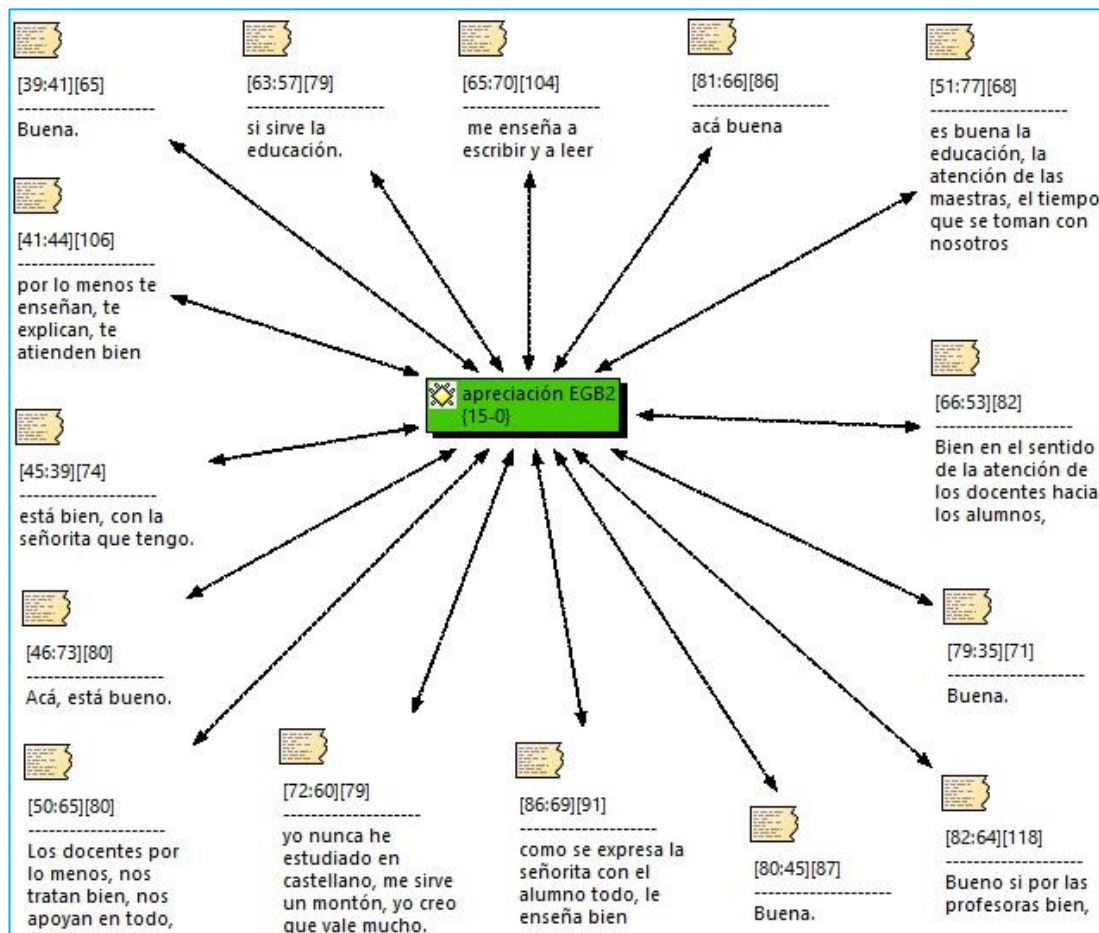 [39:41][65]
--------------------
Buena.
[63:57][79]
--------------------
si sirve la
educación.
[65:70][104]
--------------------
me enseña a
escribir y a leer
[81:66][86]
--------------------
acá buena
[51:77][68]
--------------------
es buena la
educación, la
atención de las
maestras, el tiempo
que se toman con
nosotros
[41:44][106]
--------------------
por lo menos te
enseñan, te
explican, te
atienden bien
apreciación EGB2
{15-0}
[66:53][82]
--------------------
Bien en el sentido
de la atención de
los docentes hacia
los alumnos,
[45:39][74]
--------------------
está bien, con la
señorita que tengo.
[46:73][80]
--------------------
Acá, está bueno.
[79:35][71]
--------------------
Buena.
[50:65][80]
--------------------
Los docentes por
lo menos, nos
tratan bien, nos
apoyan en todo,
[72:60][79]
--------------------
yo nunca he
estudiado en
castellano, me sirve
un montón, yo creo
que vale mucho.
[86:69][91]
--------------------
como se expresa la
señorita con el
alumno todo, le
enseña bien
[80:45][87]
--------------------
Buena.
[82:64][118]
--------------------
Bueno si por las
profesoras bien,